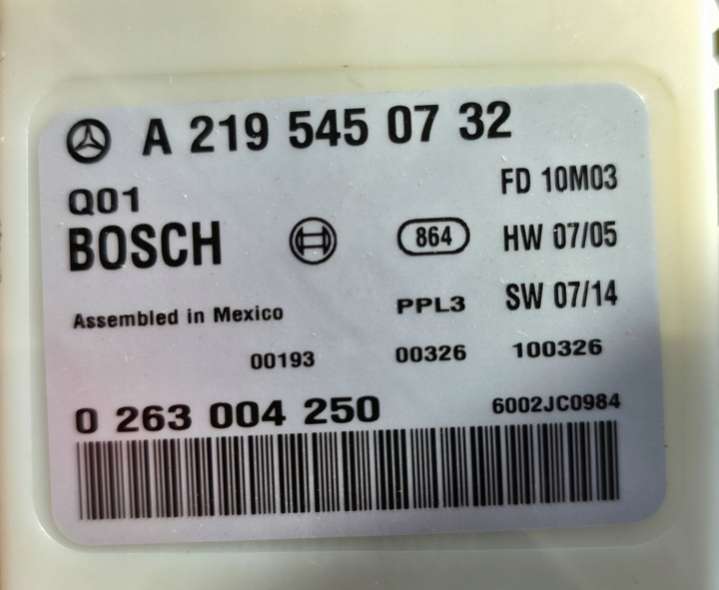 A 219 545 07 32
Q01
FD 10M03
BOSCH
864
HW 07/05
Assembled in Mexico
PPL3
SW 07/14
00193
00326
100326
0 263 004 250
6002JC0984